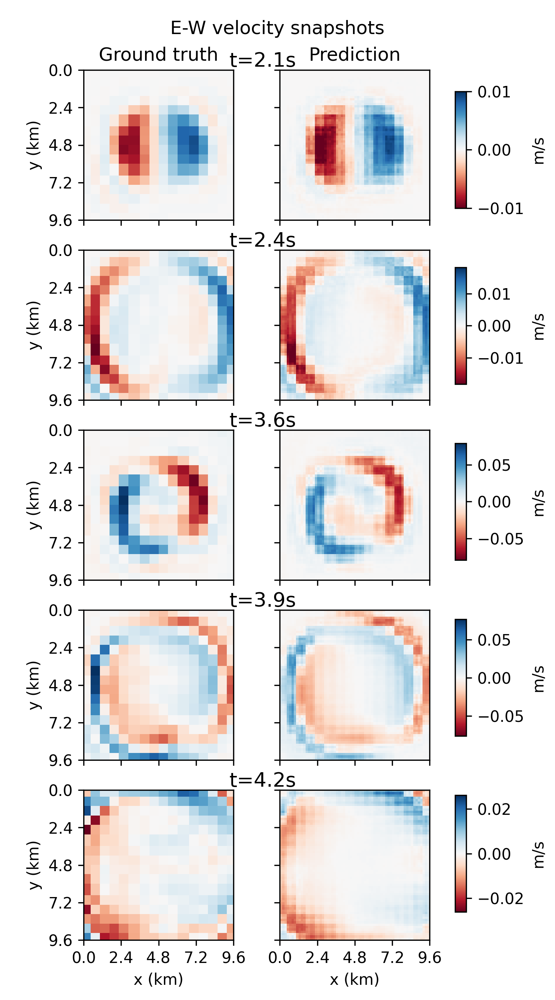 E-W velocity snapshots
Ground truth
t=2.1s
Prediction
0.0
2.4
4.8
7.2
9.6
y (km)
0.01
0.00
−0.01
m/s
t=2.4s
0.0
2.4
4.8
7.2
9.6
y (km)
0.01
0.00
−0.01
m/s
t=3.6s
0.0
2.4
4.8
7.2
9.6
y (km)
0.05
0.00
−0.05
m/s
t=3.9s
0.0
2.4
4.8
7.2
9.6
y (km)
0.05
0.00
−0.05
m/s
t=4.2s
0.0
2.4
4.8
7.2
9.6
y (km)
0.02
0.00
−0.02
m/s
0.0 2.4 4.8 7.2 9.6
0.0 2.4 4.8 7.2 9.6
x (km)
x (km)